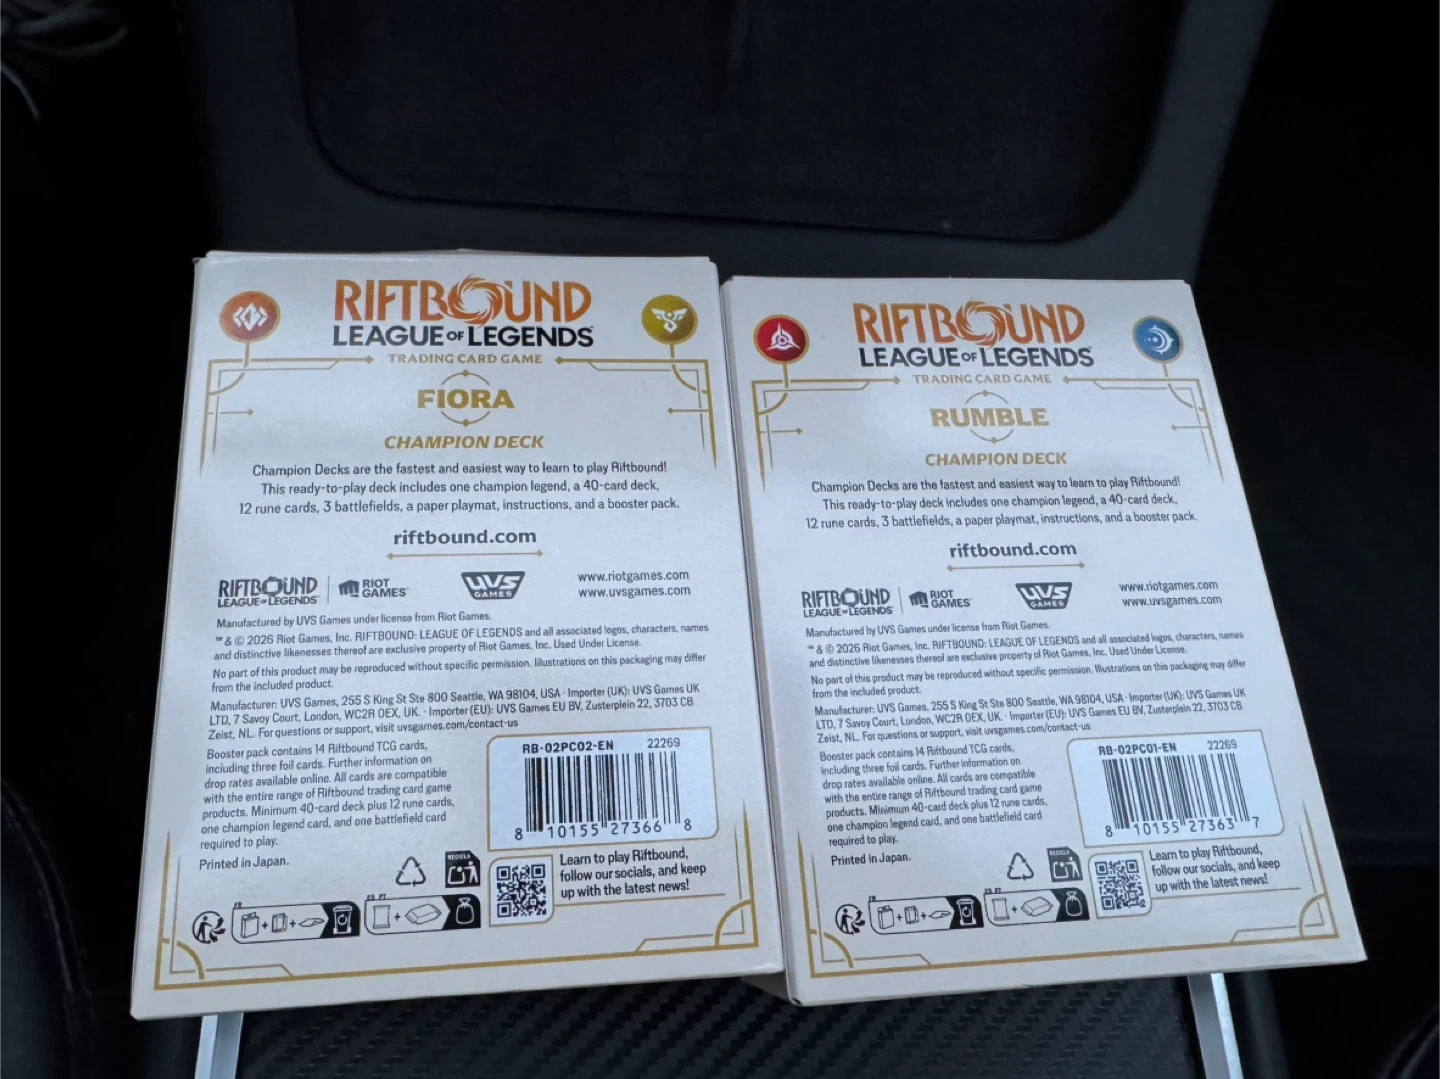 RIFTBOUND
LEAGUE OF LEGENDS
TRADING CARD GAME
FIORA
CHAMPION DECK
Champion Decks are the fastest and easiest way to learn to play Riftbound!
This ready-to-play deck includes one champion legend, a 40-card deck,
12 rune cards, 3 battlefields, a paper playmat, instructions, and a booster pack.
riftbound.com
RIFTBOUND
LEAGUE OF LEGENDS
RIOT
GAMES
UVS
GAMES
www.riotgames.com
www.uvsgames.com
Manufactured by UVS Games under license from Riot Games.
™ & © 2026 Riot Games, Inc. RIFTBOUND: LEAGUE OF LEGENDS and all associated logos, characters, names
and distinctive likenesses thereof are exclusive property of Riot Games, Inc. Used Under License.
No part of this product may be reproduced without specific permission. Illustrations on this packaging may differ
from the included product.
Manufacturer: UVS Games, 255 S King St Ste 800 Seattle, WA 98104, USA · Importer (UK): UVS Games UK
LTD, 7 Savoy Court, London, WC2R 0EX, UK. · Importer (EU): UVS Games EU BV, Zusterplein 22, 3703 CB
Zeist, NL. For questions or support, visit uvsgames.com/contact-us
Booster pack contains 14 Riftbound TCG cards,
including three foil cards. Further information on
drop rates available online. All cards are compatible
with the entire range of Riftbound trading card game
products. Minimum 40-card deck plus 12 rune cards,
one champion legend card, and one battlefield card
required to play.
Printed in Japan.
RB-02PC02-EN 22269
8 10155 27366 8
RECICLA
Learn to play Riftbound,
follow our socials, and keep
up with the latest news!
FR
ES PT
RIFTBOUND
LEAGUE OF LEGENDS
TRADING CARD GAME
RUMBLE
CHAMPION DECK
Champion Decks are the fastest and easiest way to learn to play Riftbound!
This ready-to-play deck includes one champion legend, a 40-card deck,
12 rune cards, 3 battlefields, a paper playmat, instructions, and a booster pack.
riftbound.com
RIFTBOUND
LEAGUE OF LEGENDS
RIOT
GAMES
UVS
GAMES
www.riotgames.com
www.uvsgames.com
Manufactured by UVS Games under license from Riot Games.
™ & © 2026 Riot Games, Inc. RIFTBOUND: LEAGUE OF LEGENDS and all associated logos, characters, names
and distinctive likenesses thereof are exclusive property of Riot Games, Inc. Used Under License.
No part of this product may be reproduced without specific permission. Illustrations on this packaging may differ
from the included product.
Manufacturer: UVS Games, 255 S King St Ste 800 Seattle, WA 98104, USA · Importer (UK): UVS Games UK
LTD, 7 Savoy Court, London, WC2R 0EX, UK. · Importer (EU): UVS Games EU BV, Zusterplein 22, 3703 CB
Zeist, NL. For questions or support, visit uvsgames.com/contact-us
Booster pack contains 14 Riftbound TCG cards,
including three foil cards. Further information on
drop rates available online. All cards are compatible
with the entire range of Riftbound trading card game
products. Minimum 40-card deck plus 12 rune cards,
one champion legend card, and one battlefield card
required to play.
Printed in Japan.
RB-02PC01-EN 22269
8 10155 27363 7
RECICLA
Learn to play Riftbound,
follow our socials, and keep
up with the latest news!
FR
ES PT